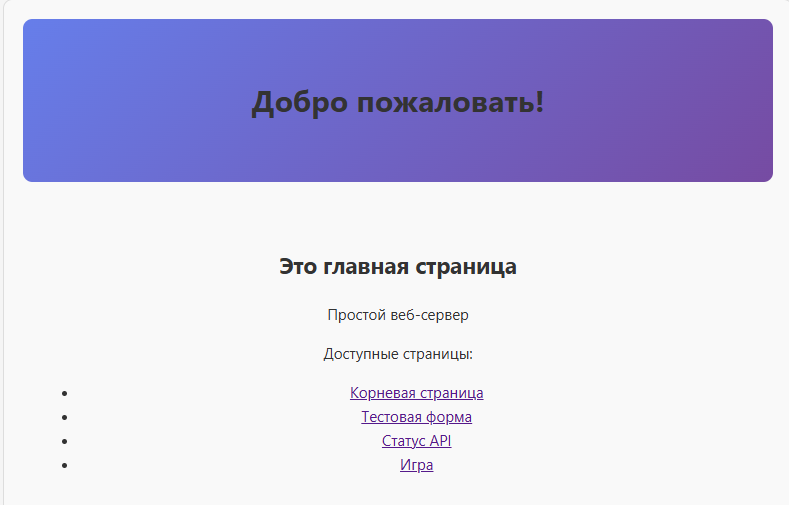 Добро пожаловать!
Это главная страница
Простой веб-сервер
Доступные страницы:
Корневая страница
Тестовая форма
Статус API
Игра